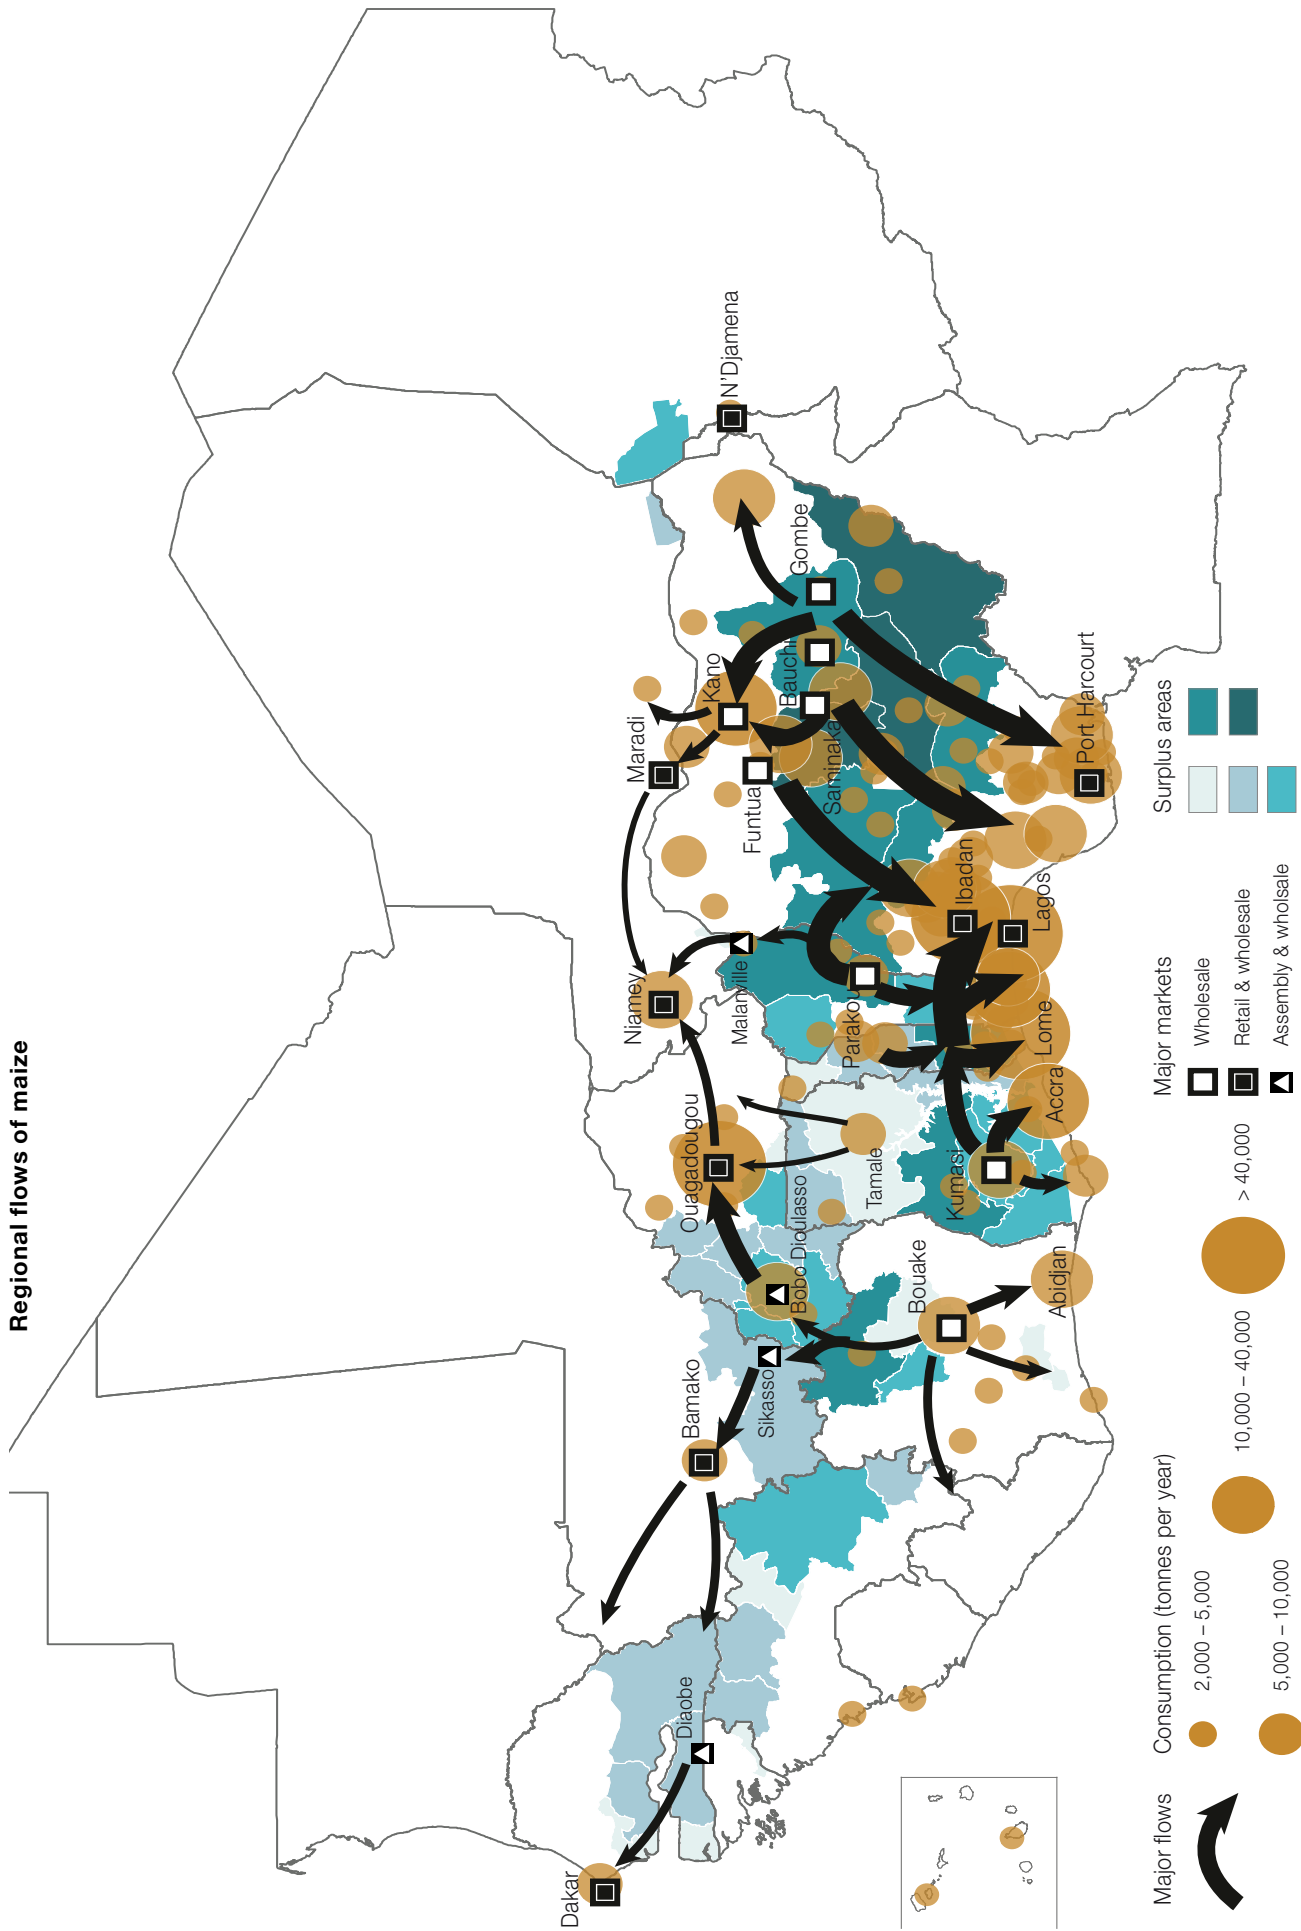 Regional flows of maize
Dakar
Diaobe
Bamako
Sikasso
Bobo Dioulasso
Ouagadougou
Niamey
Malanville
Maradi
Kano
Funtua
Saminaka
Bauchi
Gombe
N'Djamena
Parakou
Tamale
Bouake
Kumasi
Abidjan
Accra
Lome
Ibadan
Lagos
Port Harcourt
Major flows
Consumption (tonnes per year)
2,000 – 5,000
10,000 – 40,000
> 40,000
5,000 – 10,000
Major markets
Wholesale
Retail & wholesale
Assembly & wholsale
Surplus areas